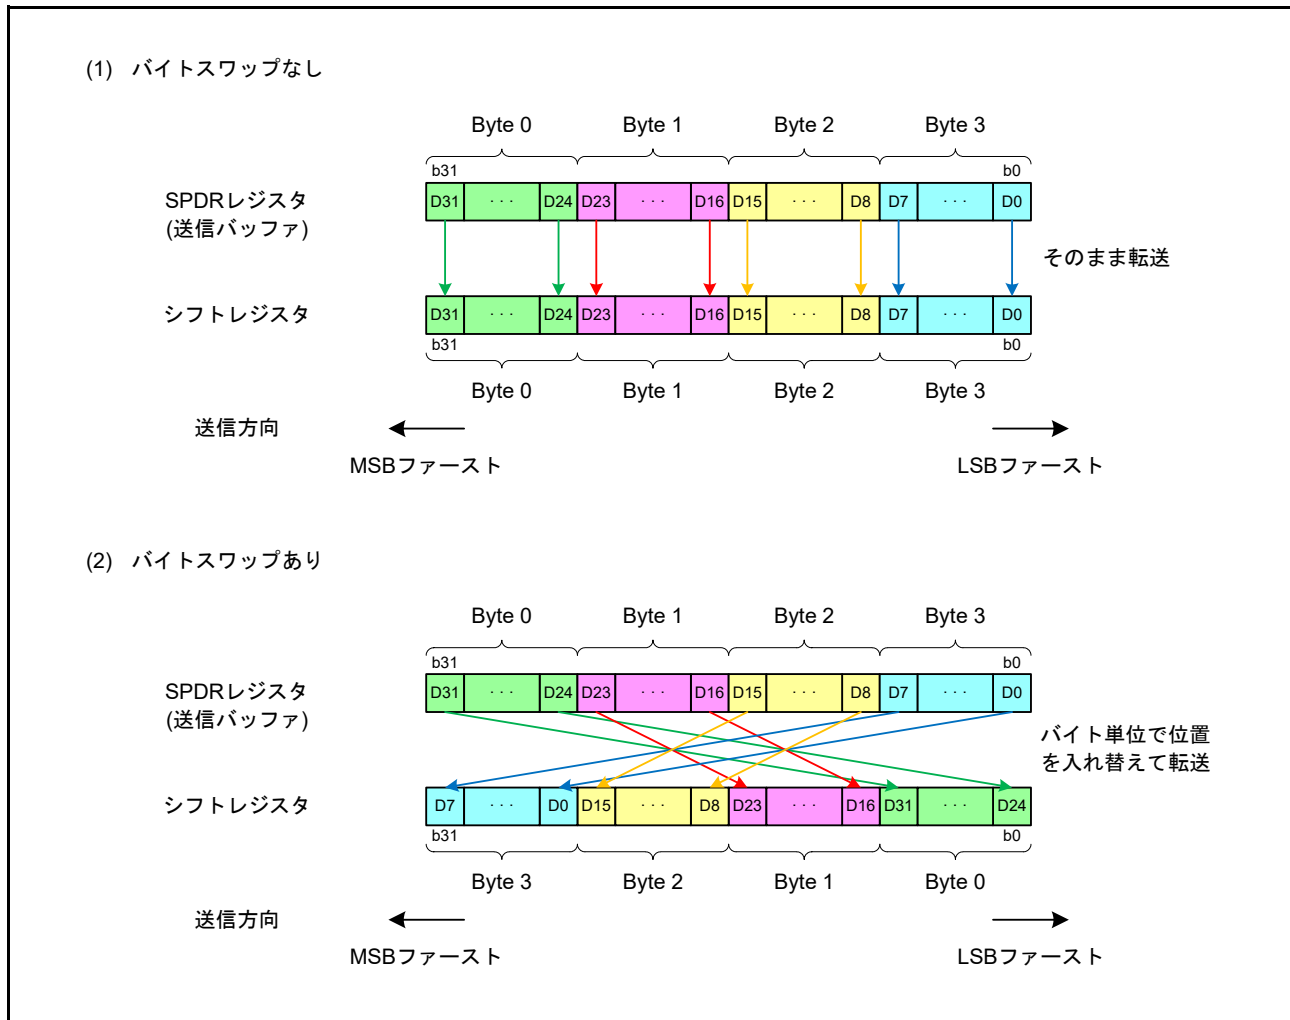 (1) バイトスワップなし
Byte 0 Byte 1 Byte 2 Byte 3
b31 b0
SPDRレジスタ
(送信バッファ)
D31 ··· D24 D23 ··· D16 D15 ··· D8 D7 ··· D0
そのまま転送
シフトレジスタ
D31 ··· D24 D23 ··· D16 D15 ··· D8 D7 ··· D0
b31 b0
Byte 0 Byte 1 Byte 2 Byte 3
送信方向
MSBファースト LSBファースト
(2) バイトスワップあり
Byte 0 Byte 1 Byte 2 Byte 3
b31 b0
SPDRレジスタ
(送信バッファ)
D31 ··· D24 D23 ··· D16 D15 ··· D8 D7 ··· D0
バイト単位で位置
を入れ替えて転送
シフトレジスタ
D7 ··· D0 D15 ··· D8 D23 ··· D16 D31 ··· D24
b31 b0
Byte 3 Byte 2 Byte 1 Byte 0
送信方向
MSBファースト LSBファースト